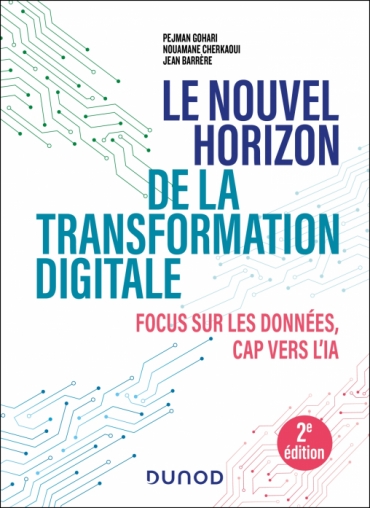 PEJMAN GOHARI
NOUAMANE CHERKAOUI
JEAN BARRÈRE
LE NOUVEL
HORIZON
DE LA
TRANSFORMATION
DIGITALE
FOCUS SUR LES DONNÉES,
CAP VERS L'IA
2e
édition
DUNOD